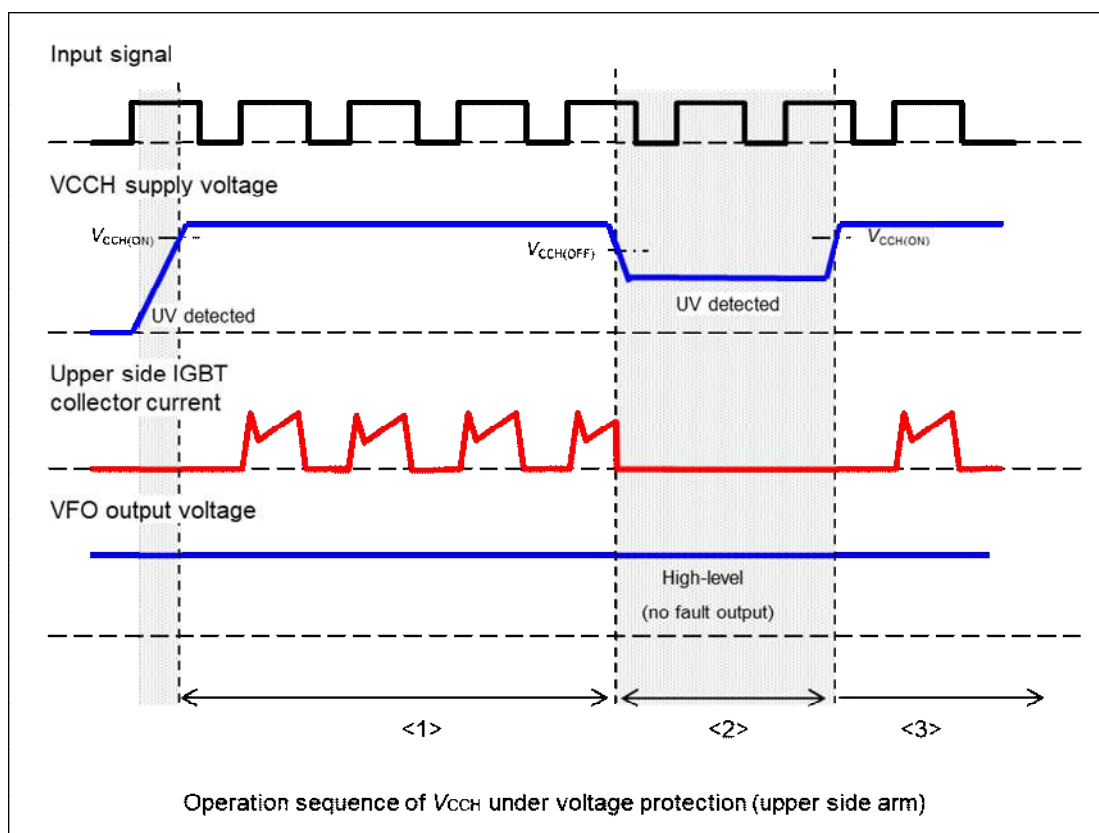 Input signal
VCCH supply voltage
VCCH(ON)
VCCH(OFF)
VCCH(ON)
UV detected
UV detected
Upper side IGBT
collector current
VFO output voltage
High-level
(no fault output)
<1>
<2>
<3>
Operation sequence of VCCH under voltage protection (upper side arm)